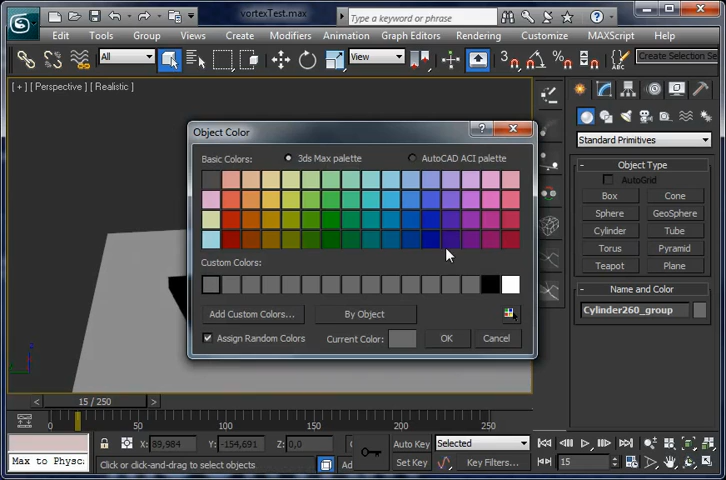 vortexTest.max
Type a keyword or phrase
Edit Tools Group Views Create Modifiers Animation Graph Editors Rendering Customize MAXScript Help
All
View
3
Create Selection Se
[ + ] [ Perspective ] [ Realistic ]
Standard Primitives
Object Type
AutoGrid
Box Cone
Sphere GeoSphere
Cylinder Tube
Torus Pyramid
Teapot Plane
Name and Color
Cylinder260_group
Object Color
Basic Colors: 3ds Max palette AutoCAD ACI palette
Custom Colors:
Add Custom Colors... By Object
Assign Random Colors Current Color: OK Cancel
15 / 250
0 50 100 150 200 250
Max to Physc:
X: 89,984 Y: -154,691 Z: 0,0
Click or click-and-drag to select objects
Auto Key Selected
Set Key Key Filters...
15